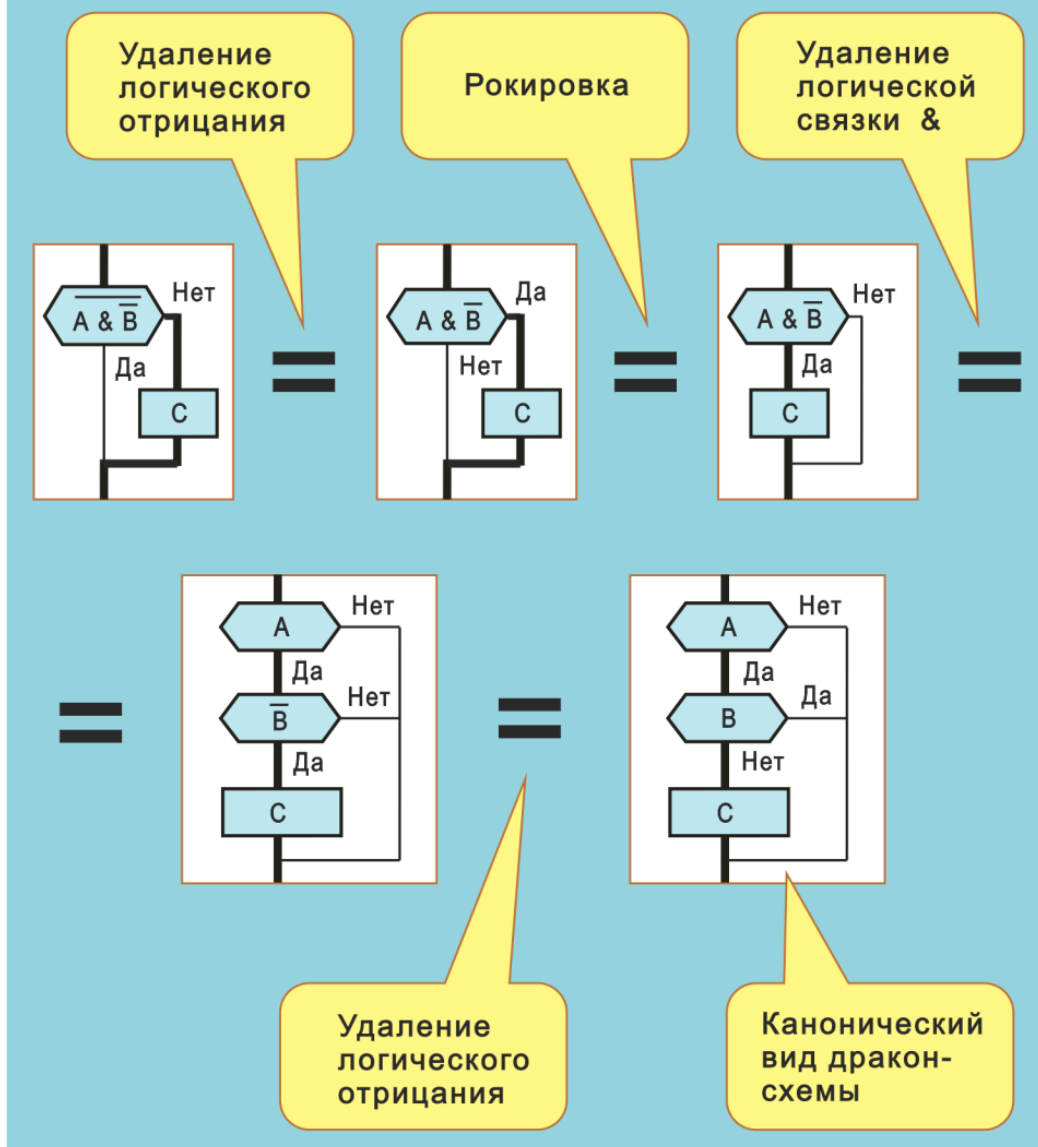 Удаление
логического
отрицания
Рокировка
Удаление
логической
связки &
A & B̅
Нет
Да
C
=
A & B̅
Да
Нет
C
=
A & B̅
Нет
Да
C
=
=
A
Нет
Да
B̅
Нет
Да
C
=
A
Нет
Да
B
Да
Нет
C
Удаление
логического
отрицания
Канонический
вид дракон-
схемы